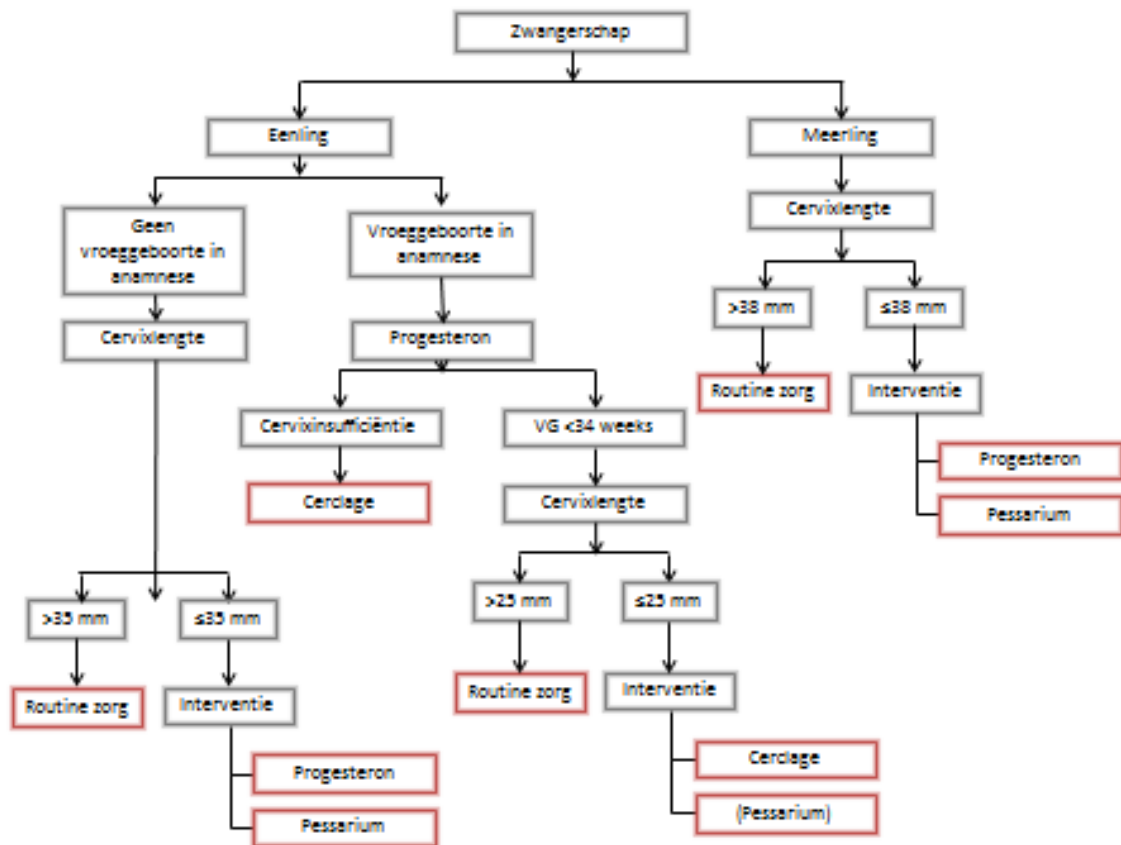 Zwangerschap
Eenling
Meerling
Geen
vroeggeboorte in
anamnese
Vroeggeboorte in
anamnese
Cervixlengte
Cervixlengte
Progesteron
>38 mm
≤38 mm
Routine zorg
Interventie
Cervixinsufficiëntie
VG <34 weeks
Progesteron
Cerclage
Cervixlengte
Pessarium
>35 mm
≤35 mm
>25 mm
≤25 mm
Routine zorg
Interventie
Routine zorg
Interventie
Progesteron
Cerclage
Pessarium
(Pessarium)